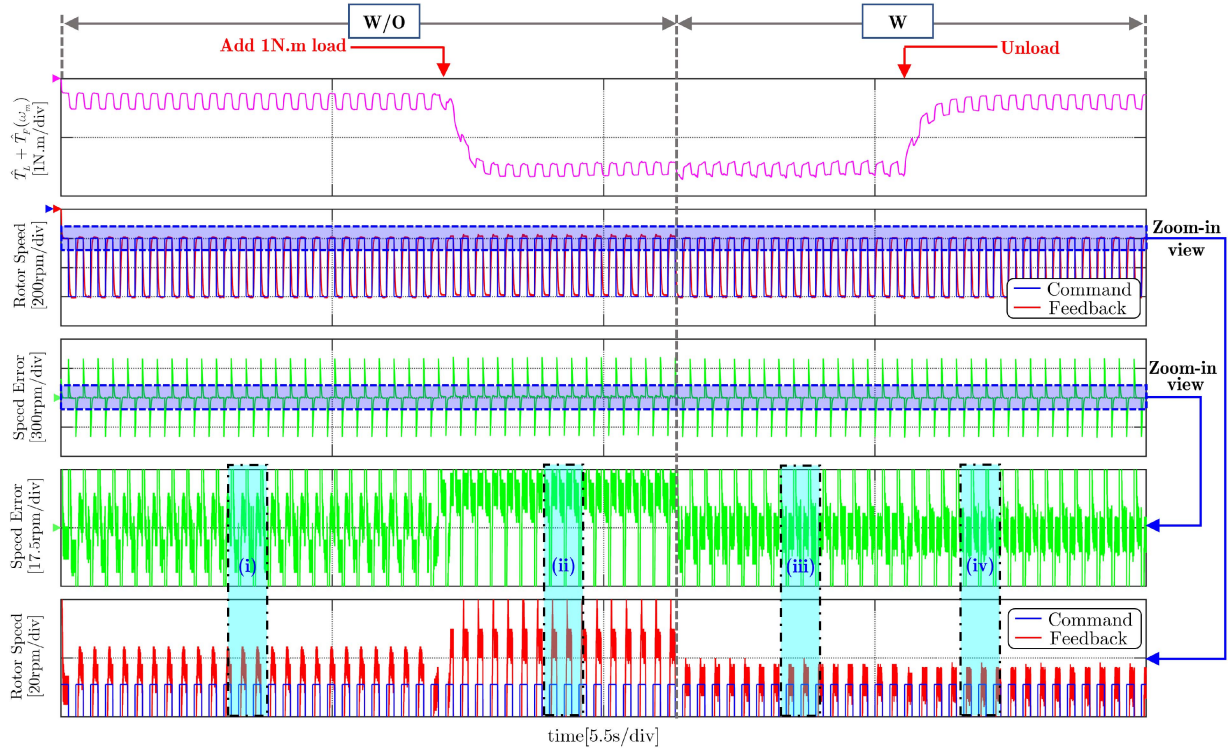 W/O
W
Add 1N.m load
Unload
T̂_L + T̂_F(ω_m)
[1N.m/div]
Rotor Speed
[200rpm/div]
Zoom-in
view
Command
Feedback
Speed Error
[300rpm/div]
Zoom-in
view
Speed Error
[17.5rpm/div]
(i)
(ii)
(iii)
(iv)
Rotor Speed
[20rpm/div]
Command
Feedback
time[5.5s/div]